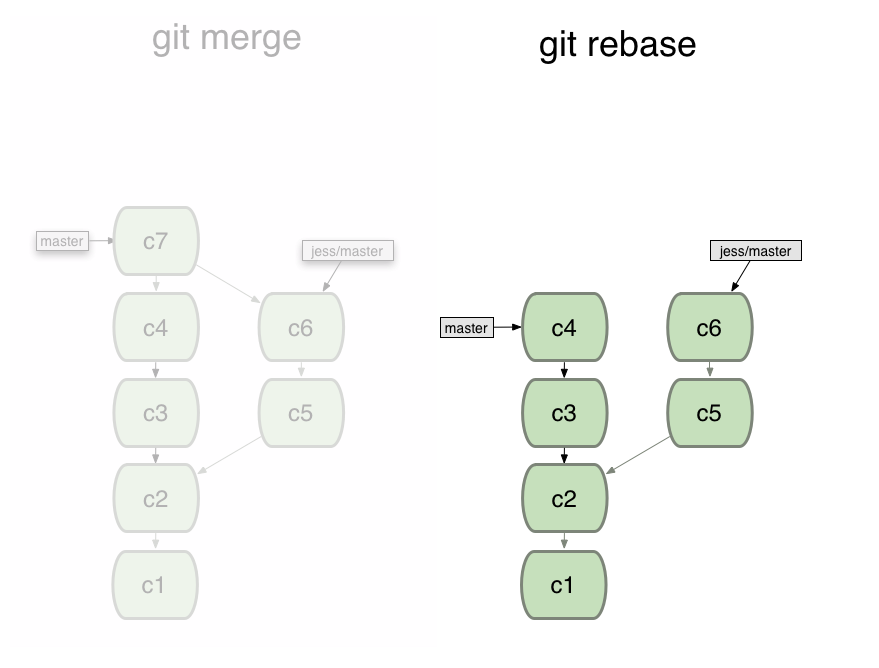 git merge
git rebase
master
c7
jess/master
c4
c6
c3
c5
c2
c1
jess/master
master
c4
c6
c3
c5
c2
c1